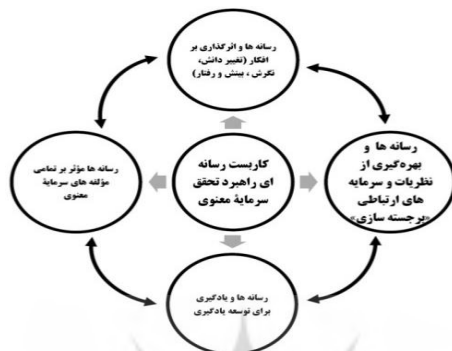 رسانه ها و اثرگذاری بر
افکار (تغییر دانش،
نگرش ، بینش و رفتار)
رسانه ها و
بهره‌گیری از
نظریات و سرمایه
های ارتباطی
«برجسته سازی»
کاربست رسانه
ای راهبرد تحقق
سرمایهٔ معنوی
رسانه ها مؤثر بر تمامی
مؤلفه های سرمایهٔ
معنوی
رسانه ها و یادگیری
برای توسعه یادگیری